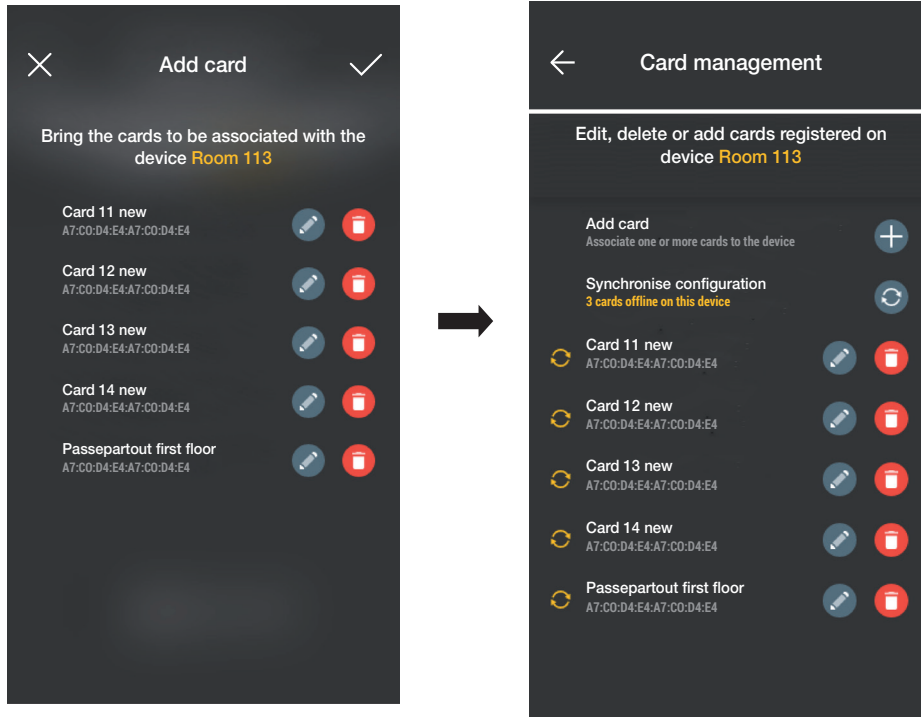 Add card
Bring the cards to be associated with the
device Room 113
Card 11 new
A7:C0:D4:E4:A7:C0:D4:E4
Card 12 new
A7:C0:D4:E4:A7:C0:D4:E4
Card 13 new
A7:C0:D4:E4:A7:C0:D4:E4
Card 14 new
A7:C0:D4:E4:A7:C0:D4:E4
Passepartout first floor
A7:C0:D4:E4:A7:C0:D4:E4
Card management
Edit, delete or add cards registered on
device Room 113
Add card
Associate one or more cards to the device
Synchronise configuration
3 cards offline on this device
Card 11 new
A7:C0:D4:E4:A7:C0:D4:E4
Card 12 new
A7:C0:D4:E4:A7:C0:D4:E4
Card 13 new
A7:C0:D4:E4:A7:C0:D4:E4
Card 14 new
A7:C0:D4:E4:A7:C0:D4:E4
Passepartout first floor
A7:C0:D4:E4:A7:C0:D4:E4